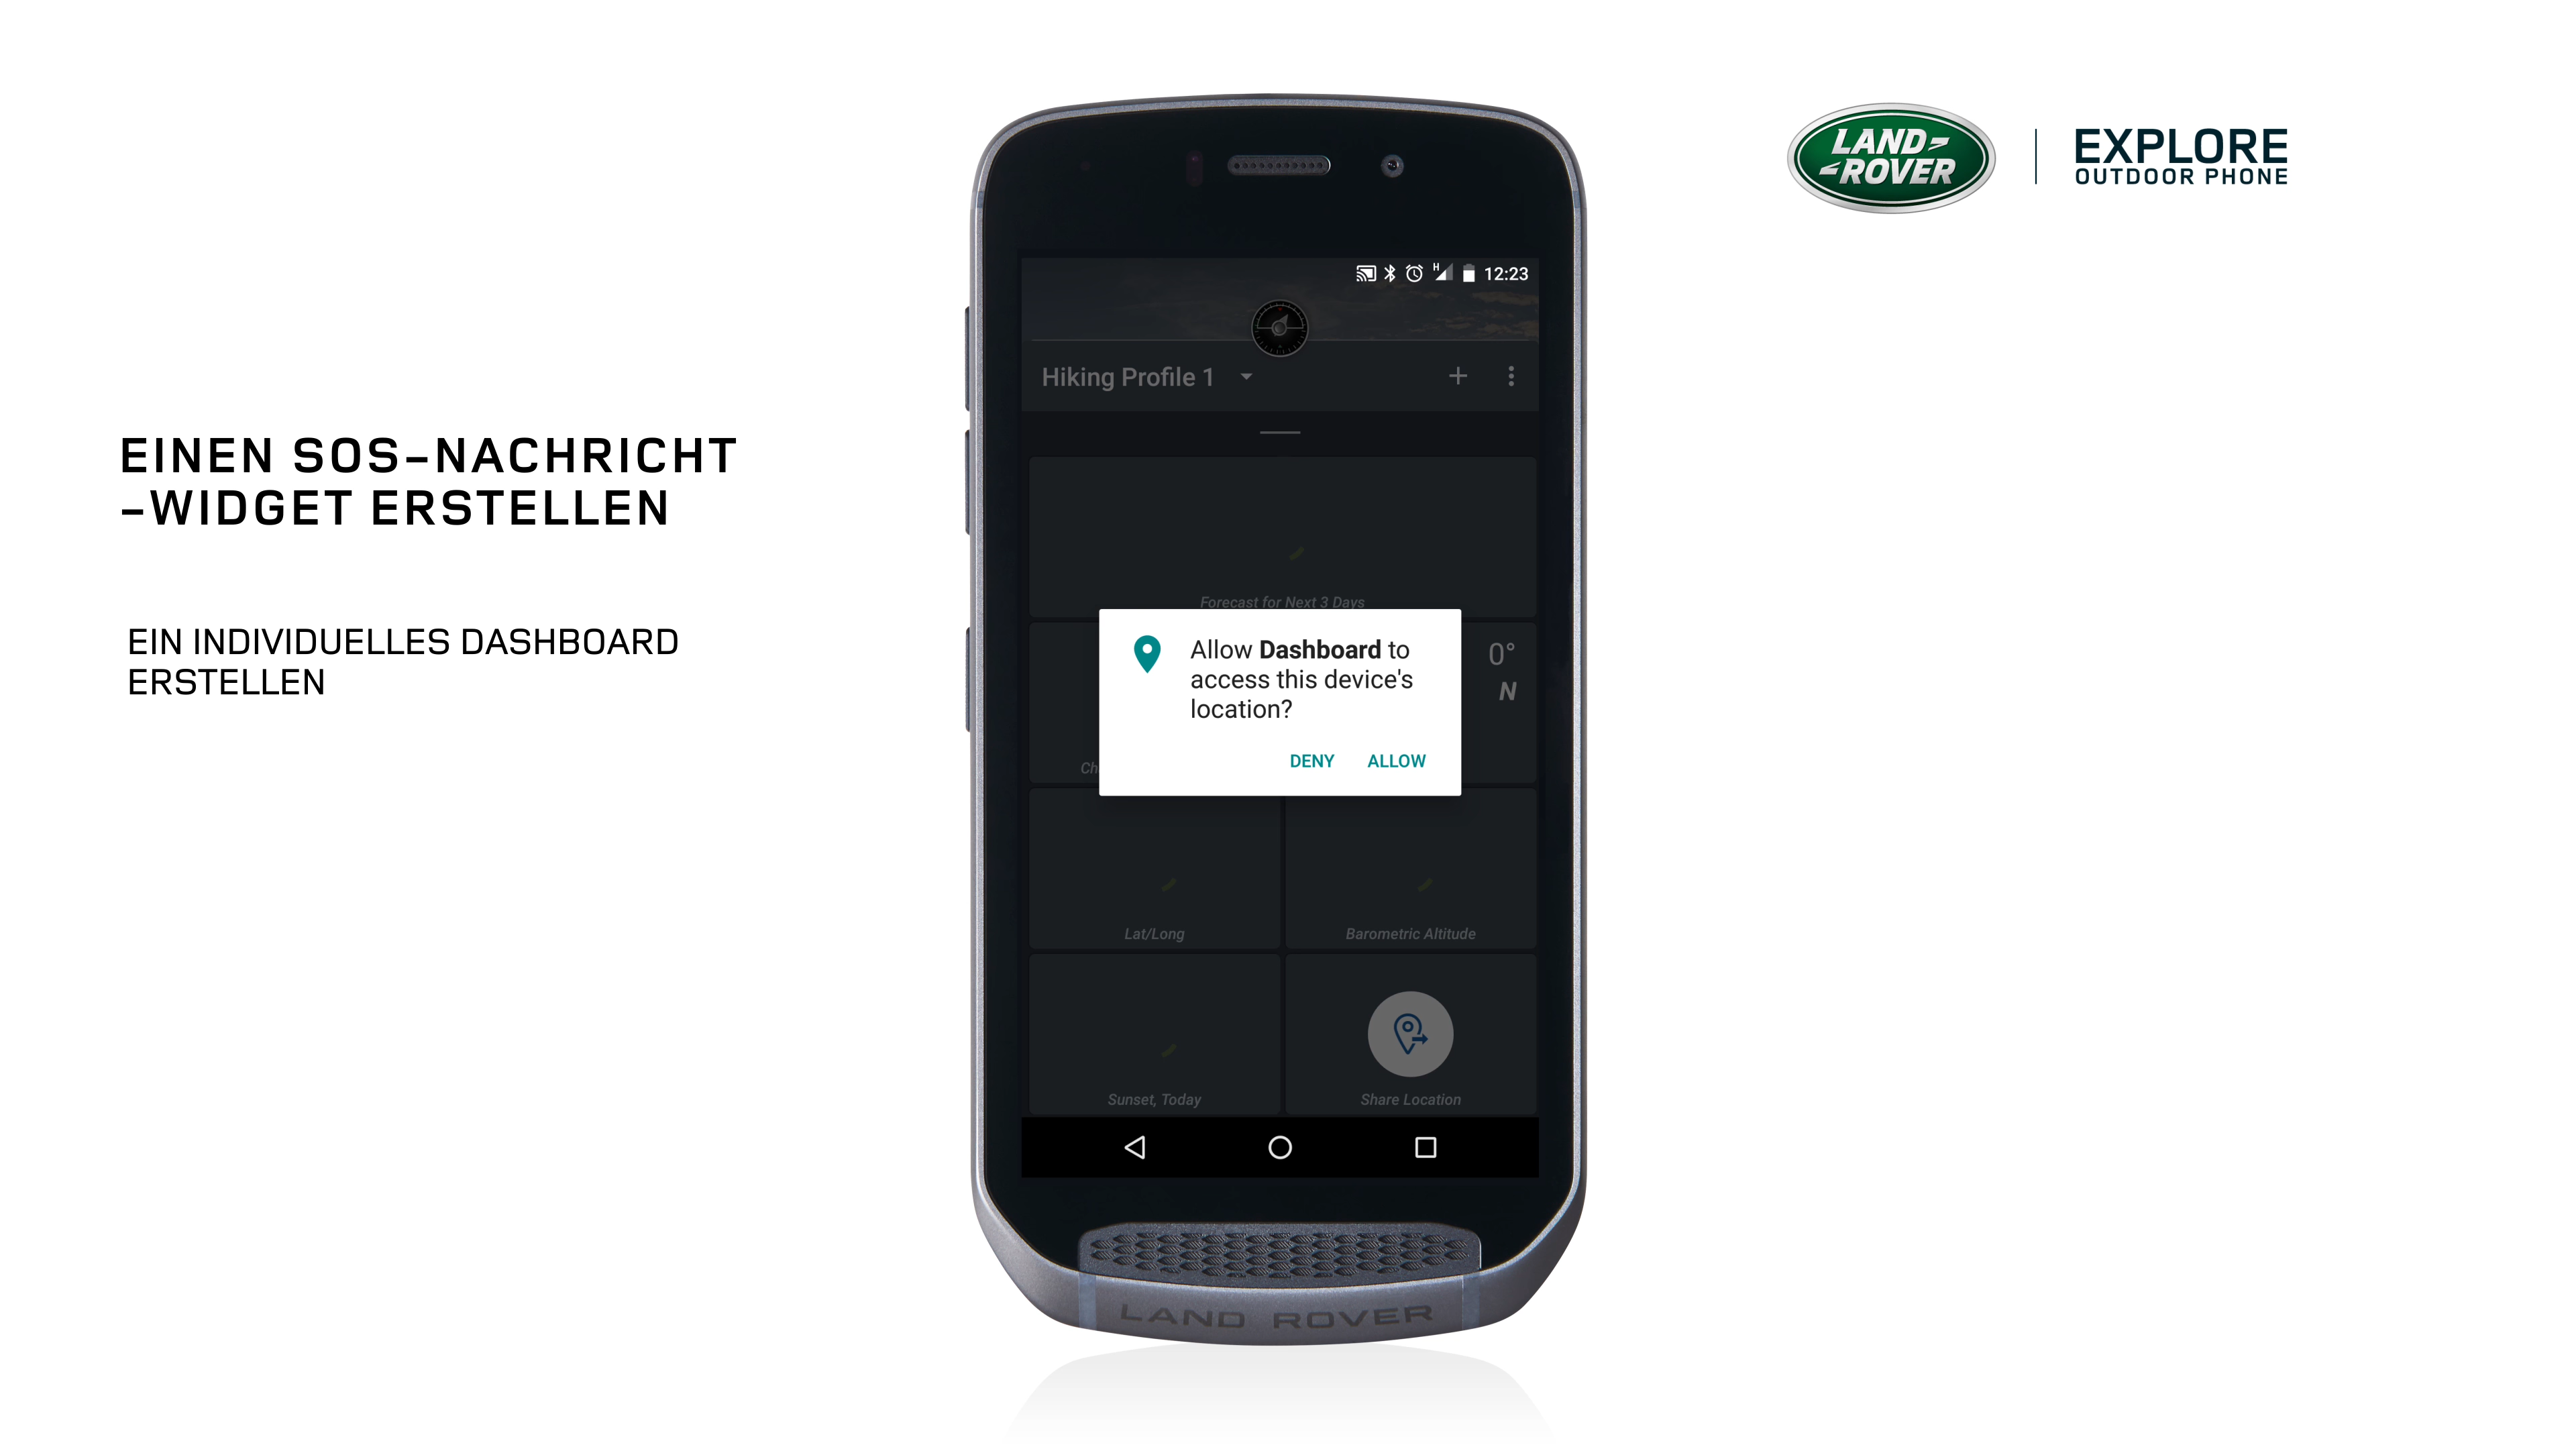 LAND-
-ROVER
EXPLORE
OUTDOOR PHONE
EINEN SOS-NACHRICHT
-WIDGET ERSTELLEN
EIN INDIVIDUELLES DASHBOARD
ERSTELLEN
H
12:23
Hiking Profile 1
Forecast for Next 3 Days
Allow Dashboard to
access this device's
location?
DENY ALLOW
0°
N
Ch
Lat/Long
Barometric Altitude
Sunset, Today
Share Location
LAND ROVER